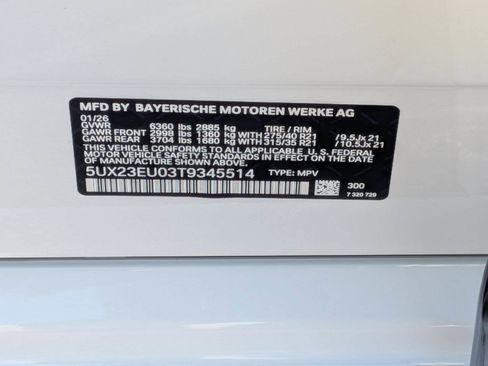 MFD BY BAYERISCHE MOTOREN WERKE AG
01/26
GVWR 6360 lbs 2885 kg TIRE / RIM
GAWR FRONT 2998 lbs 1360 kg WITH 275/40 R21 /9.5Jx 21
GAWR REAR 3704 lbs 1680 kg WITH 315/35 R21 /10.5Jx 21
THIS VEHICLE CONFORMS TO ALL APPLICABLE U. S. FEDERAL
MOTOR VEHICLE SAFETY STANDARDS IN EFFECT ON THE DATE
OF MANUFACTURE SHOWN ABOVE.
5UX23EU03T9345514 TYPE: MPV
300
7 320 729